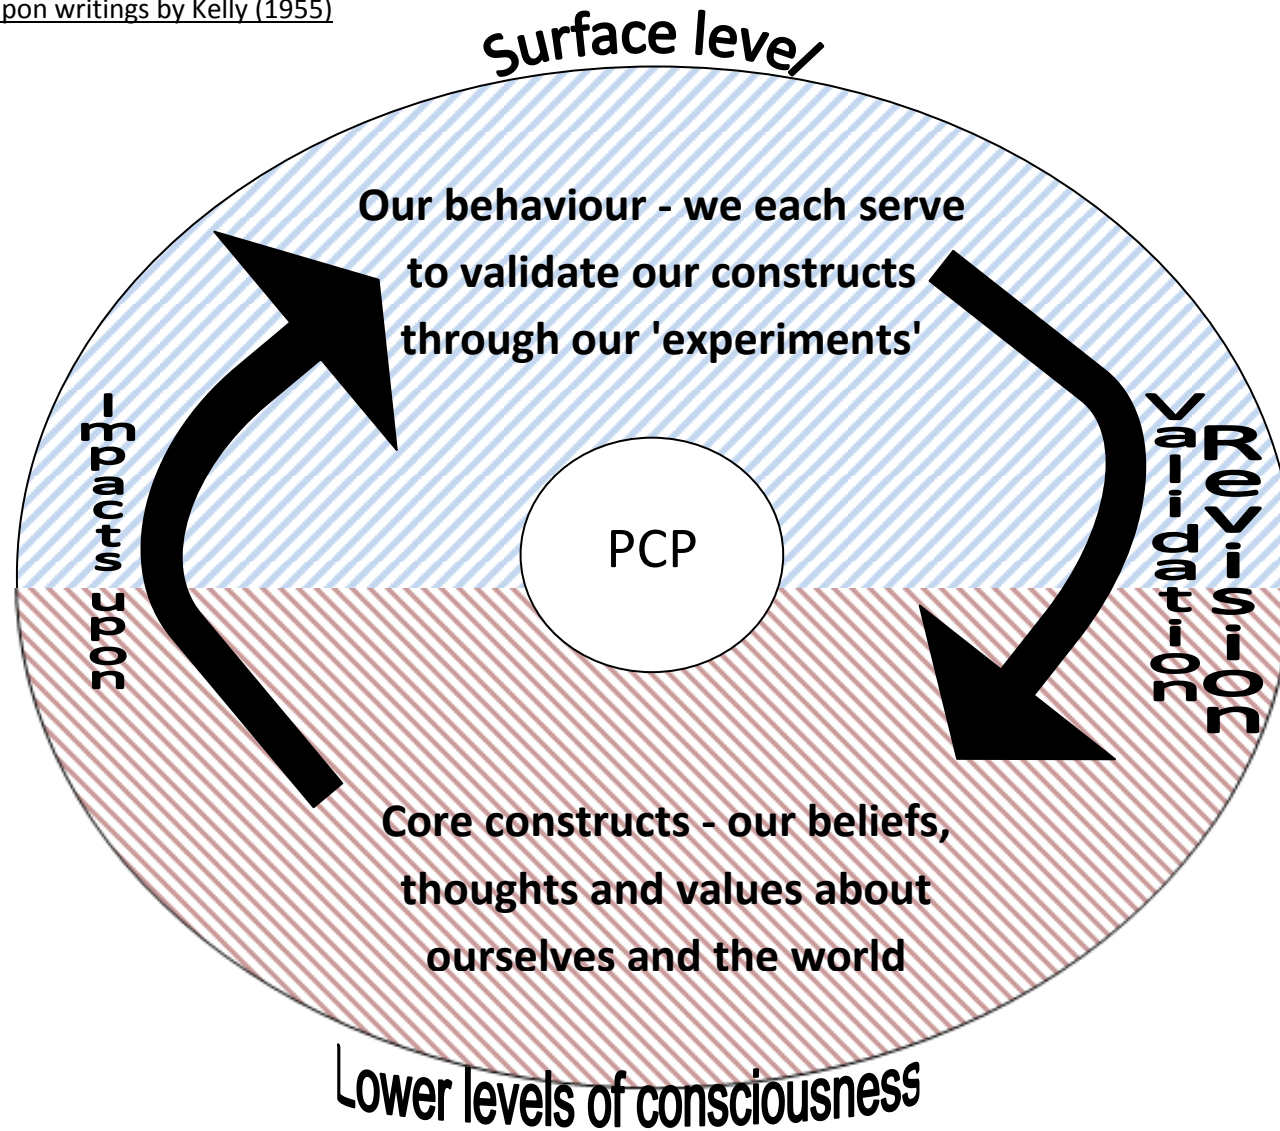 pon writings by Kelly (1955)
Surface level
Our behaviour - we each serve
to validate our constructs
through our 'experiments'
Impacts upon
Validation
Revision
PCP
Core constructs - our beliefs,
thoughts and values about
ourselves and the world
Lower levels of consciousness